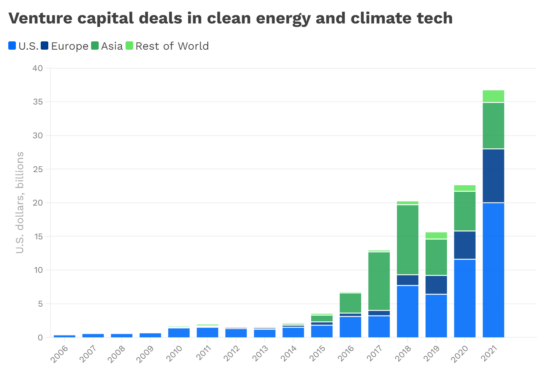 Venture capital deals in clean energy and climate tech
U.S. Europe Asia Rest of World
40
35
30
25
20
15
10
5
0
U.S. dollars, billions
2006 2007 2008 2009 2010 2011 2012 2013 2014 2015 2016 2017 2018 2019 2020 2021